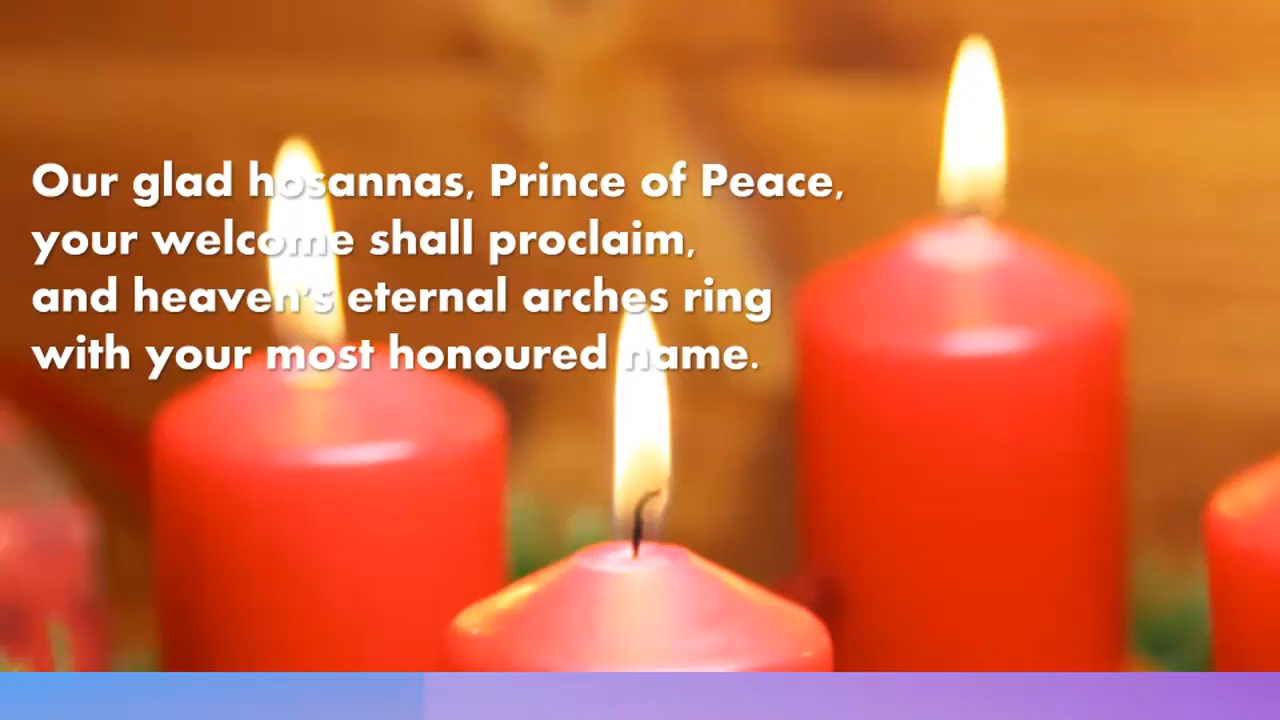 Our glad hosannas, Prince of Peace,
your welcome shall proclaim,
and heaven's eternal arches ring
with your most honoured name.